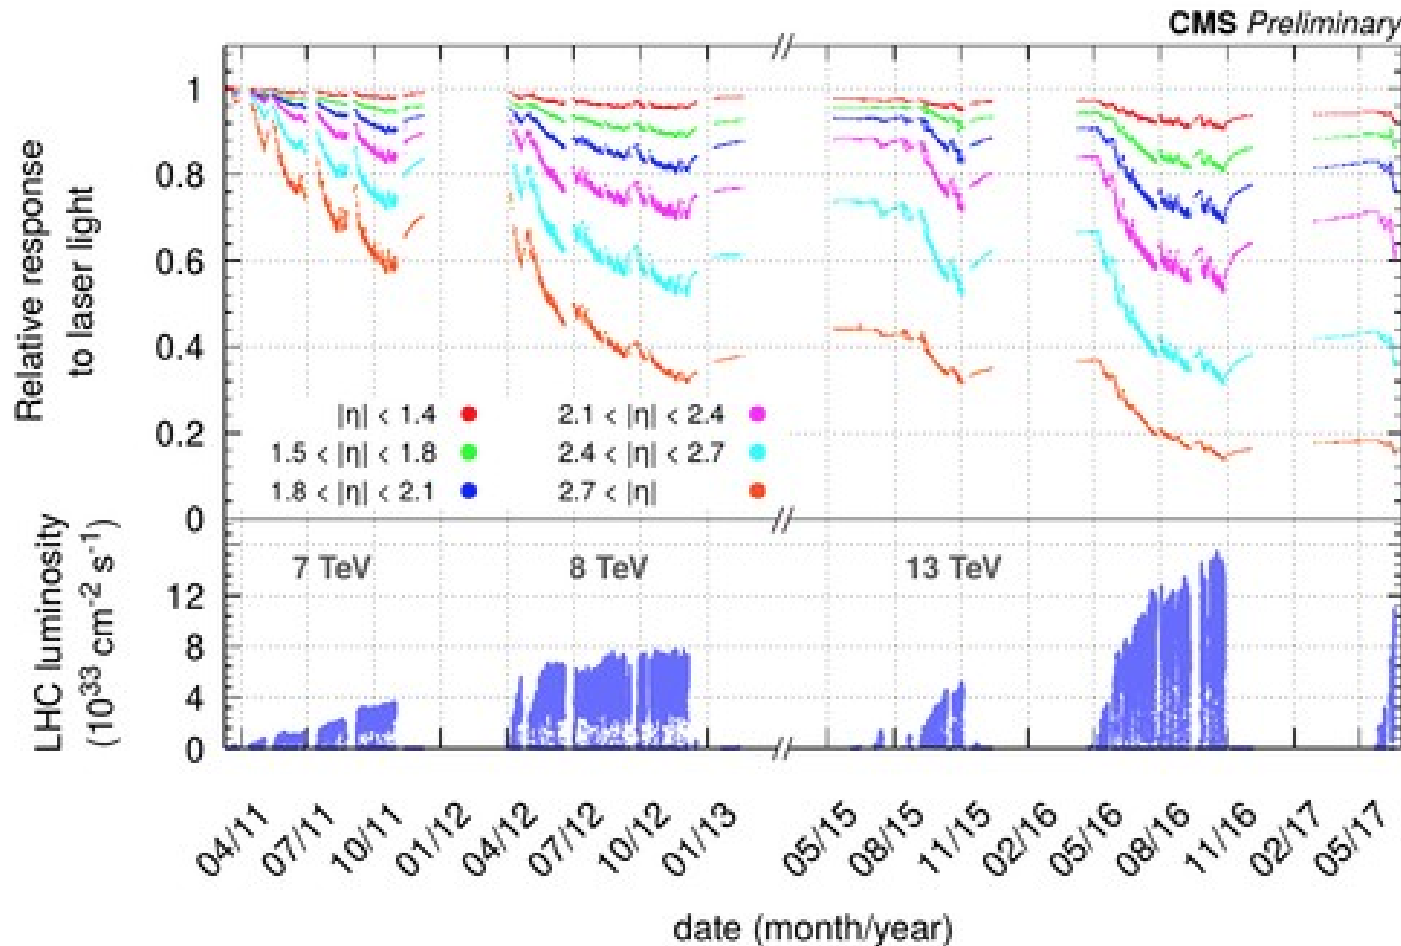 CMS Preliminary
Relative response
to laser light
1
0.8
0.6
0.4
0.2
0
|η| < 1.4
1.5 < |η| < 1.8
1.8 < |η| < 2.1
2.1 < |η| < 2.4
2.4 < |η| < 2.7
2.7 < |η|
//
//
LHC luminosity
(10³³ cm⁻² s⁻¹)
7 TeV
8 TeV
13 TeV
12
8
4
0
//
04/11
07/11
10/11
01/12
04/12
07/12
10/12
01/13
05/15
08/15
11/15
02/16
05/16
08/16
11/16
02/17
05/17
date (month/year)